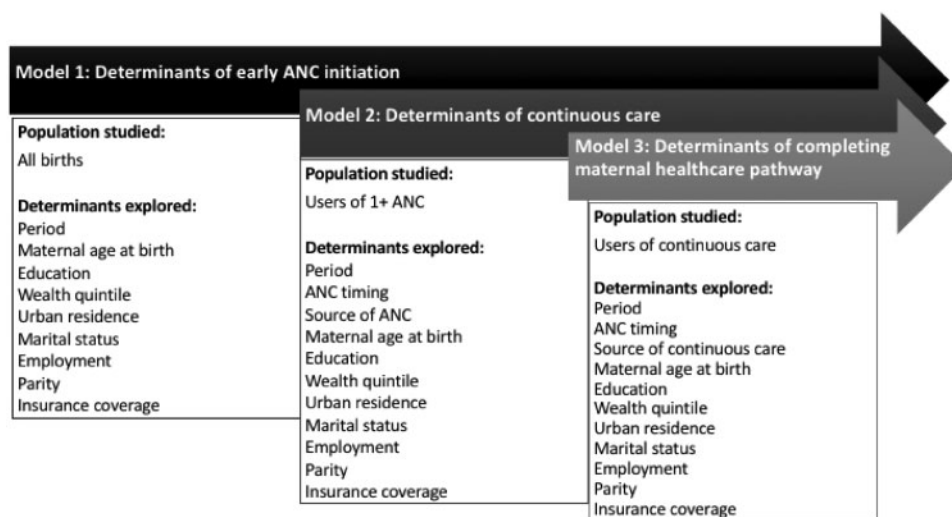 Model 1: Determinants of early ANC initiation
Population studied:
All births
Determinants explored:
Period
Maternal age at birth
Education
Wealth quintile
Urban residence
Marital status
Employment
Parity
Insurance coverage
Model 2: Determinants of continuous care
Population studied:
Users of 1+ ANC
Determinants explored:
Period
ANC timing
Source of ANC
Maternal age at birth
Education
Wealth quintile
Urban residence
Marital status
Employment
Parity
Insurance coverage
Model 3: Determinants of completing
maternal healthcare pathway
Population studied:
Users of continuous care
Determinants explored:
Period
ANC timing
Source of continuous care
Maternal age at birth
Education
Wealth quintile
Urban residence
Marital status
Employment
Parity
Insurance coverage